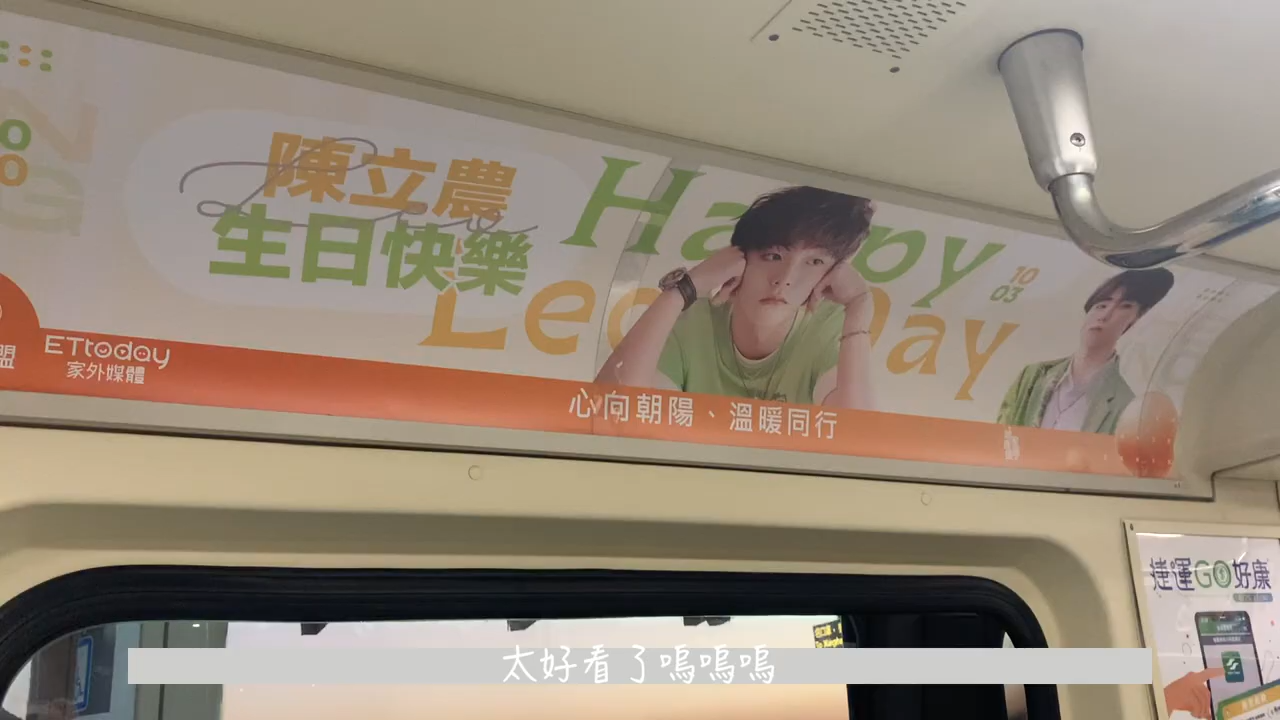 陳立農
生日快樂
Happy
Leo Day
10
03
ETtoday
家外媒體
盟
心向朝陽、溫暖同行
捷運GO好康
太好看了嗚嗚嗚